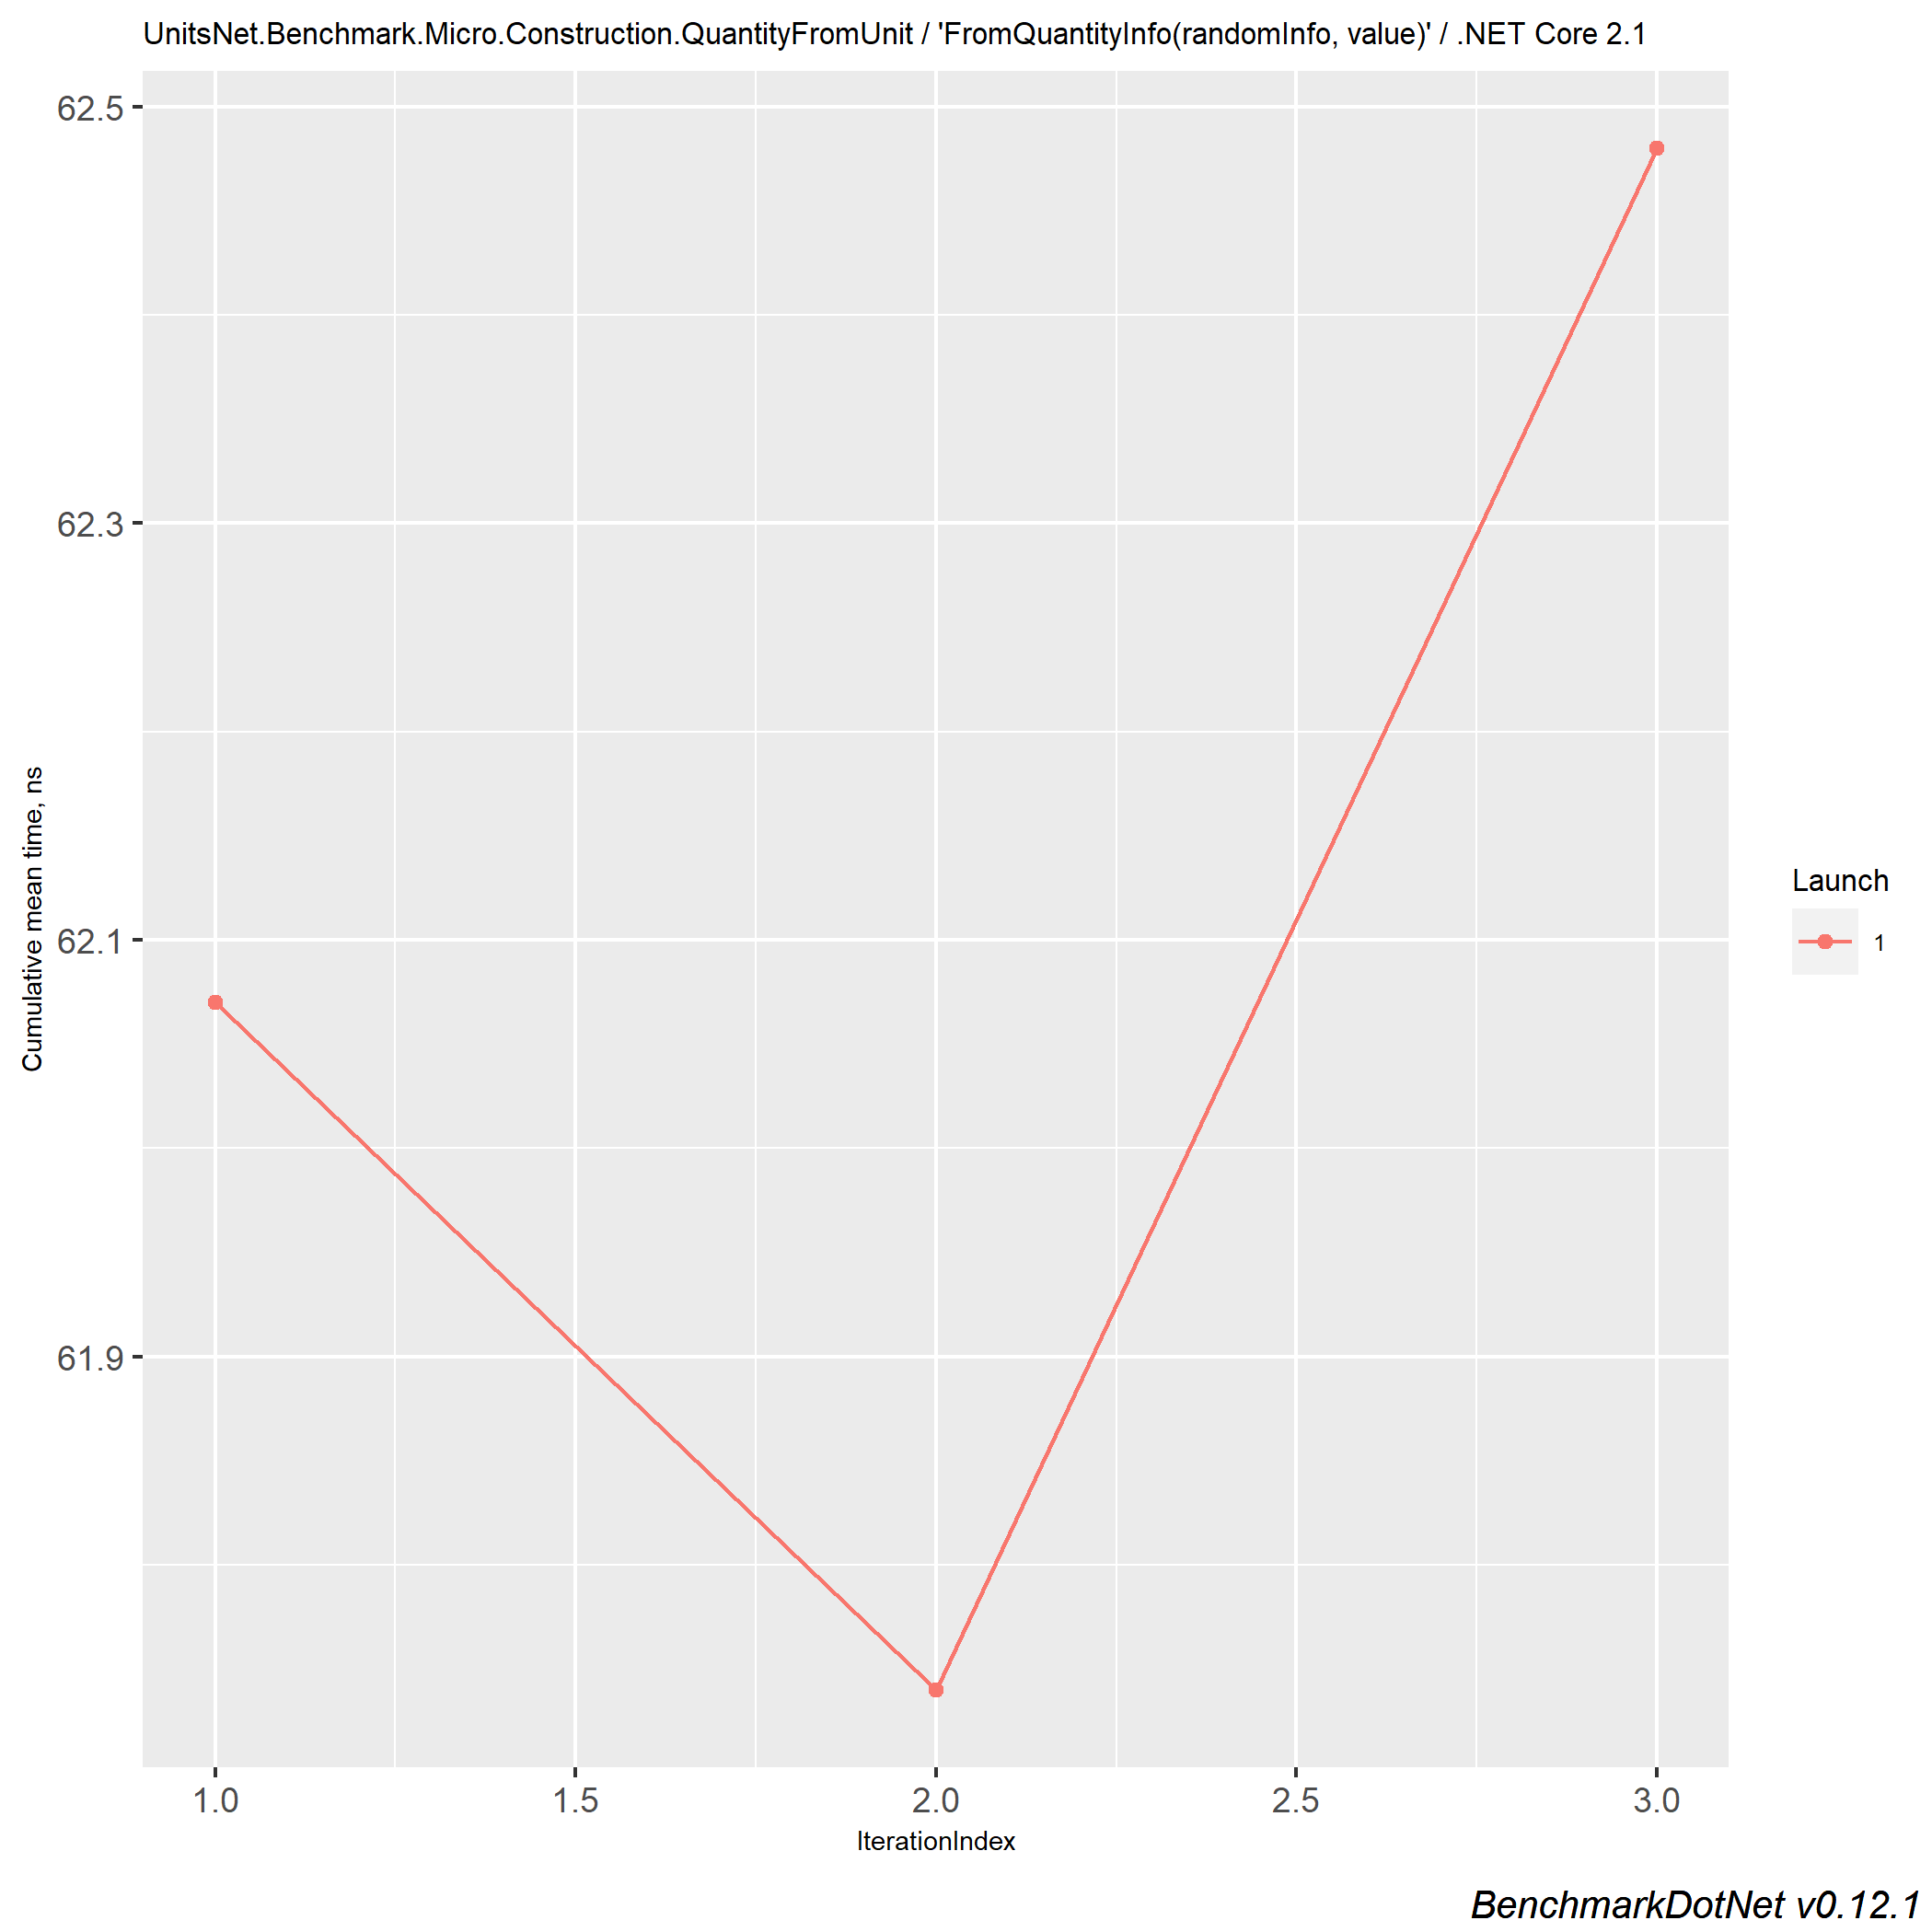 UnitsNet.Benchmark.Micro.Construction.QuantityFromUnit / 'FromQuantityInfo(randomInfo, value)' / .NET Core 2.1
62.5
62.3
62.1
61.9
Cumulative mean time, ns
1.0 1.5 2.0 2.5 3.0
IterationIndex
Launch
1
BenchmarkDotNet v0.12.1